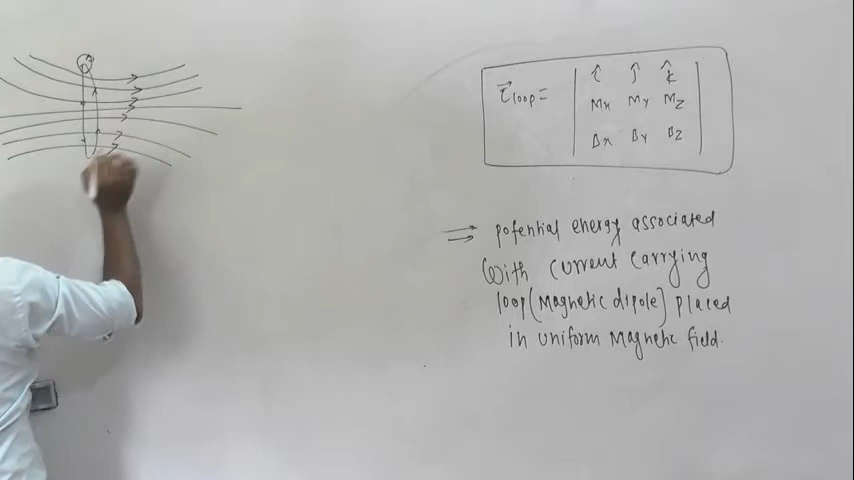 τ⃗loop = | î ĵ k̂ |
| Mx My Mz |
| Bx By Bz |
⇒ potential energy associated
with current carrying
loop (Magnetic dipole) placed
in uniform Magnetic field.